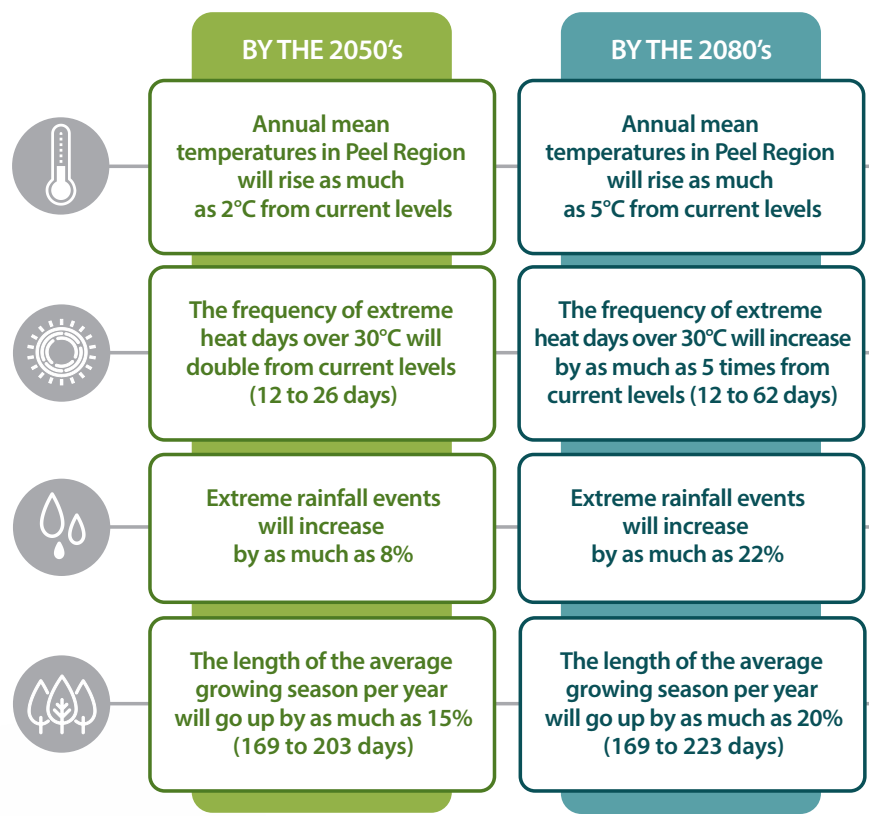 BY THE 2050's
Annual mean
temperatures in Peel Region
will rise as much
as 2°C from current levels
The frequency of extreme
heat days over 30°C will
double from current levels
(12 to 26 days)
Extreme rainfall events
will increase
by as much as 8%
The length of the average
growing season per year
will go up by as much as 15%
(169 to 203 days)
BY THE 2080's
Annual mean
temperatures in Peel Region
will rise as much
as 5°C from current levels
The frequency of extreme
heat days over 30°C will increase
by as much as 5 times from
current levels (12 to 62 days)
Extreme rainfall events
will increase
by as much as 22%
The length of the average
growing season per year
will go up by as much as 20%
(169 to 223 days)